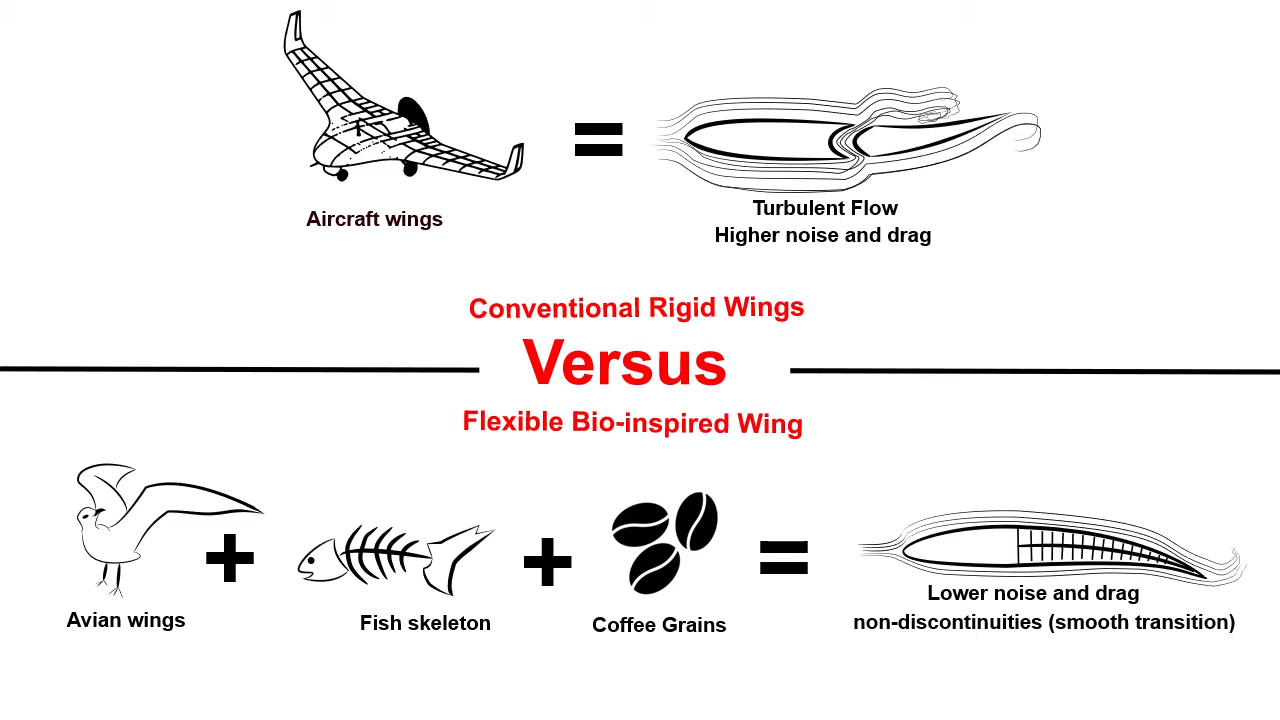 Aircraft wings
Turbulent Flow
Higher noise and drag
Conventional Rigid Wings
Versus
Flexible Bio-inspired Wing
Avian wings
Fish skeleton
Coffee Grains
Lower noise and drag
non-discontinuities (smooth transition)